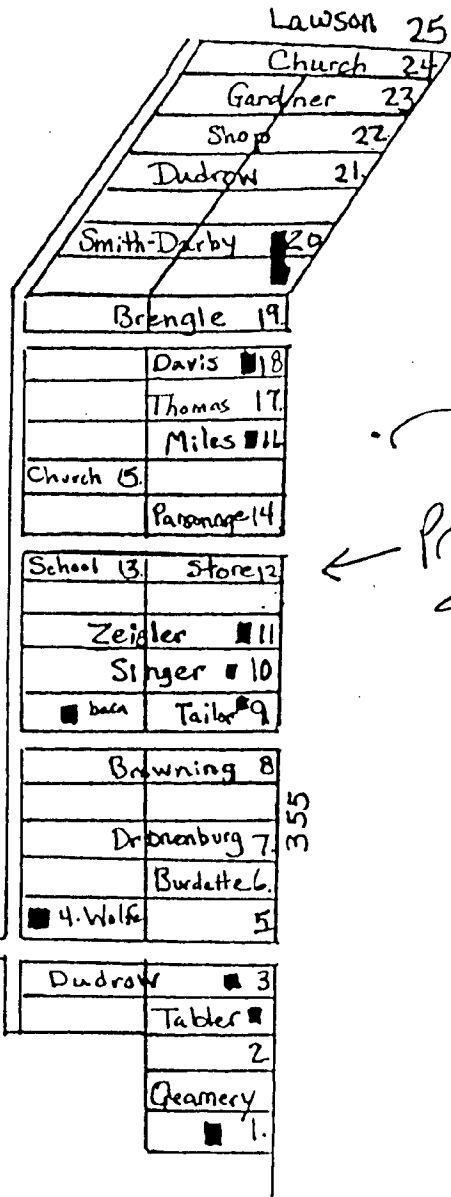 Lawson 25
Church 24
Gardner 23
Shop 22.
Dudrow 21.
Smith-Darby 20
Brengle 19.
Davis 18
Thomas 17.
Miles
Church 15.
Parsonage 14
School 13. Store 12
Zeigler 11
Singer 10
barn Tailor 9
Browning 8
Dronenburg 7.
355
Burdette 6.
4. Wolfe 5
Dudrow 3
Tabler
2
Creamery
1.